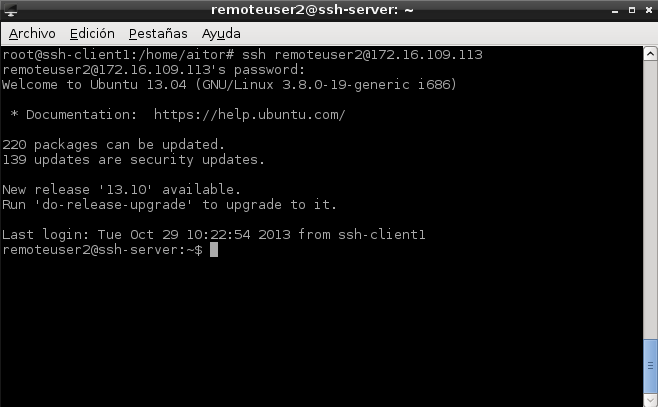 remoteuser2@ssh-server: ~
Archivo Edición Pestañas Ayuda
root@ssh-client1:/home/aitor# ssh remoteuser2@172.16.109.113
remoteuser2@172.16.109.113's password:
Welcome to Ubuntu 13.04 (GNU/Linux 3.8.0-19-generic i686)
* Documentation:  https://help.ubuntu.com/
220 packages can be updated.
139 updates are security updates.
New release '13.10' available.
Run 'do-release-upgrade' to upgrade to it.
Last login: Tue Oct 29 10:22:54 2013 from ssh-client1
remoteuser2@ssh-server:~$